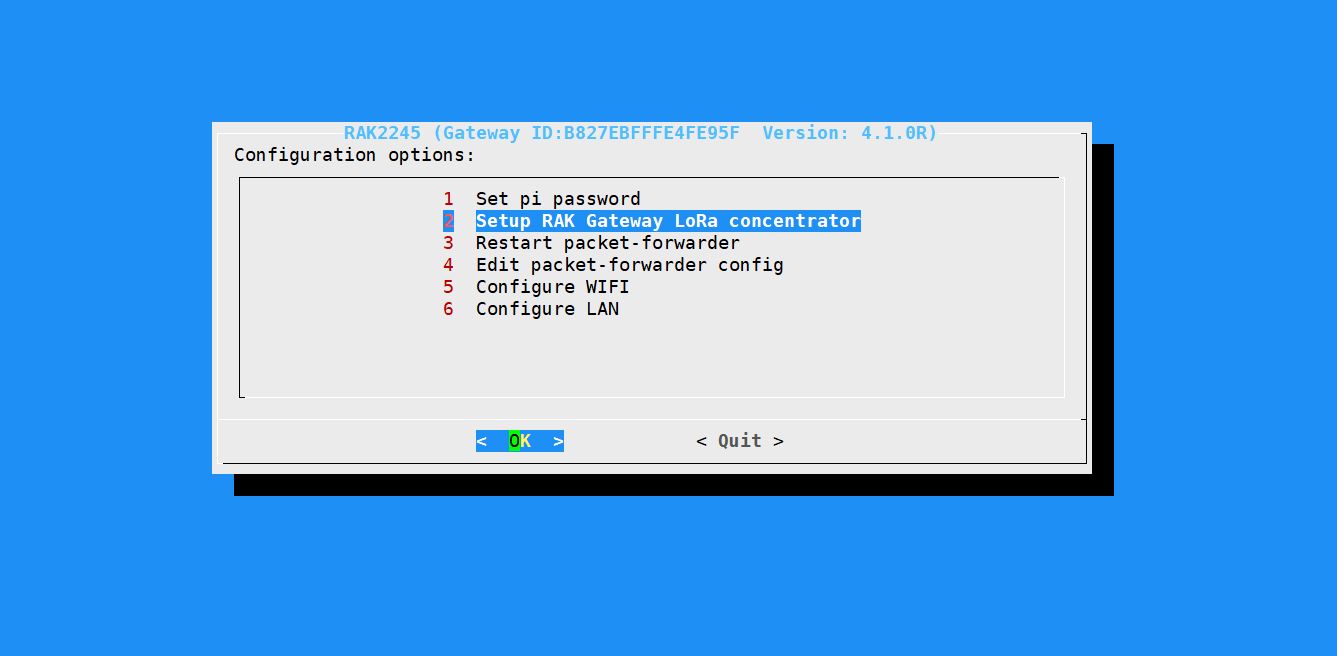 RAK2245 (Gateway ID:B827EBFFFE4FE95F  Version: 4.1.0R)
Configuration options:
1  Set pi password
2  Setup RAK Gateway LoRa concentrator
3  Restart packet-forwarder
4  Edit packet-forwarder config
5  Configure WIFI
6  Configure LAN
<  OK  >  < Quit >